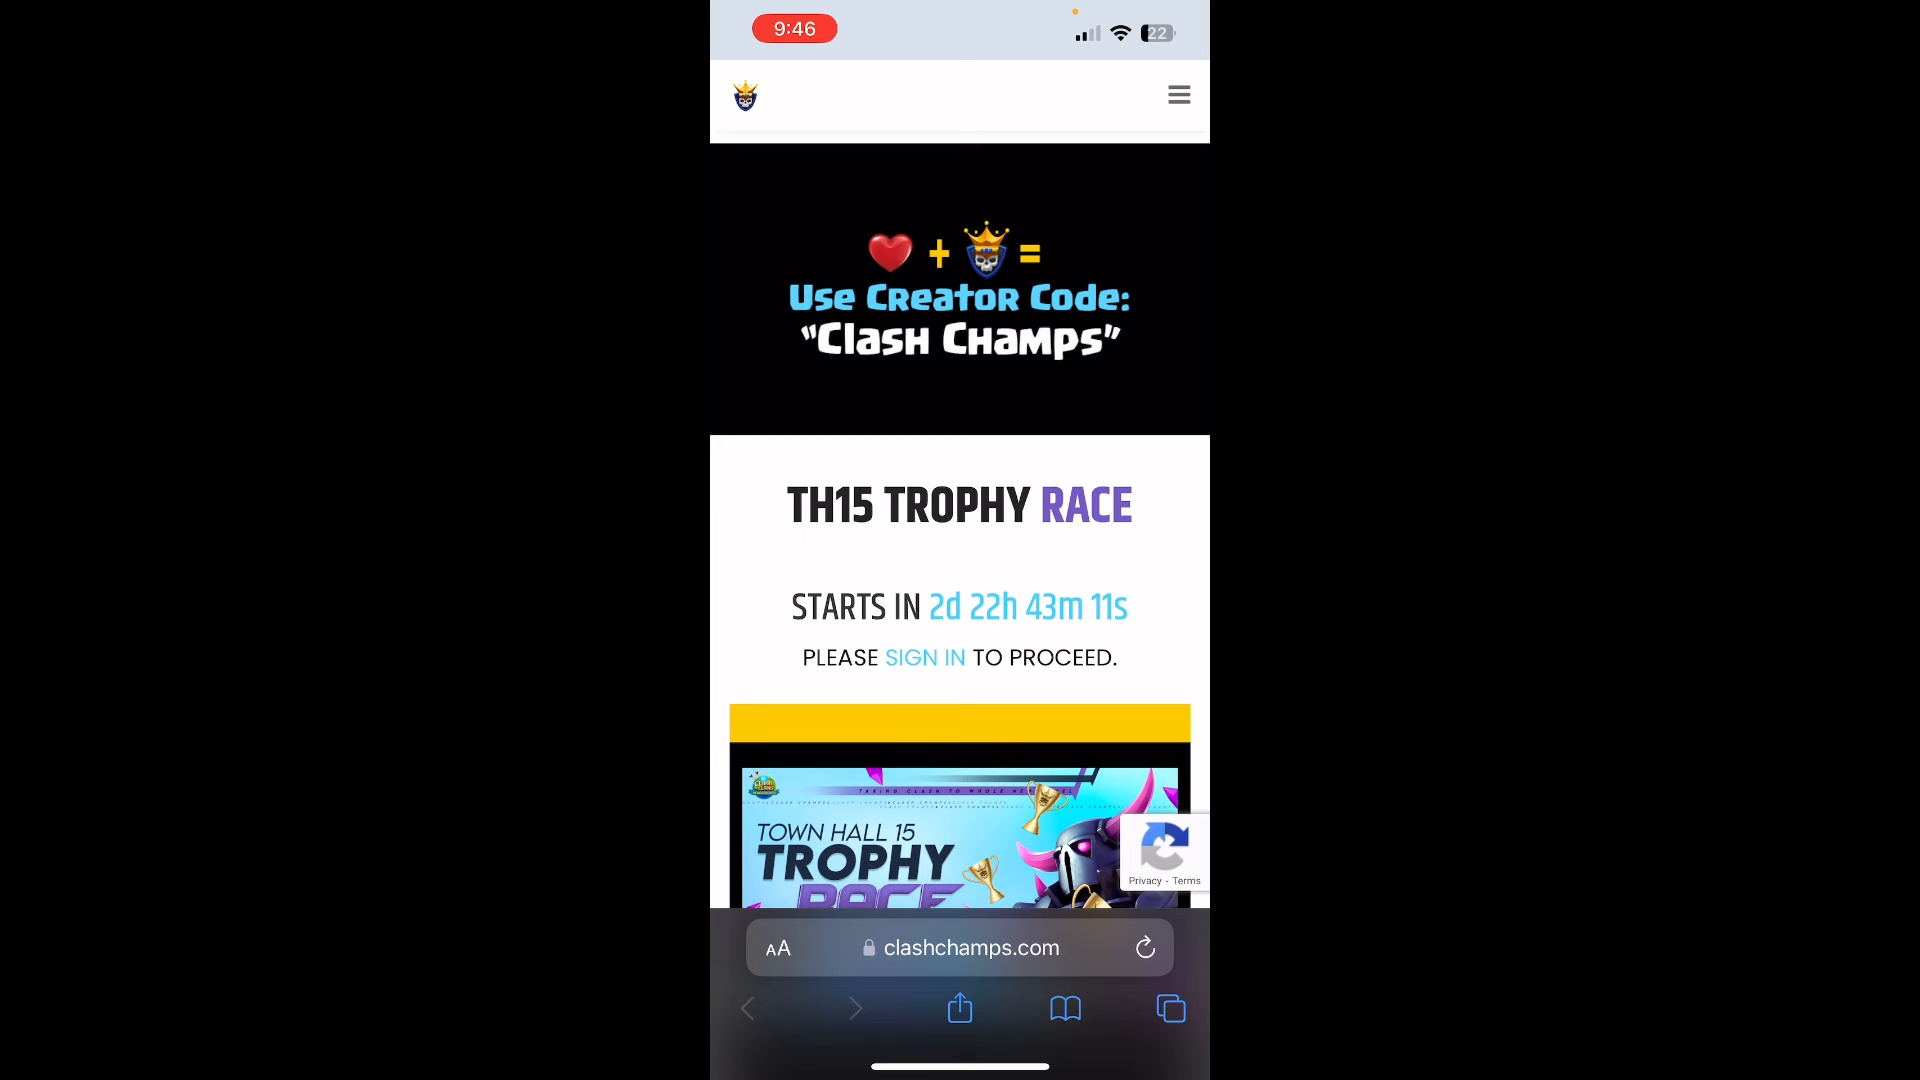 9:46
22
Use Creator Code:
"Clash Champs"
TH15 TROPHY RACE
STARTS IN 2d 22h 43m 11s
PLEASE SIGN IN TO PROCEED.
TOWN HALL 15
TROPHY
RACE
Privacy - Terms
AA
clashchamps.com